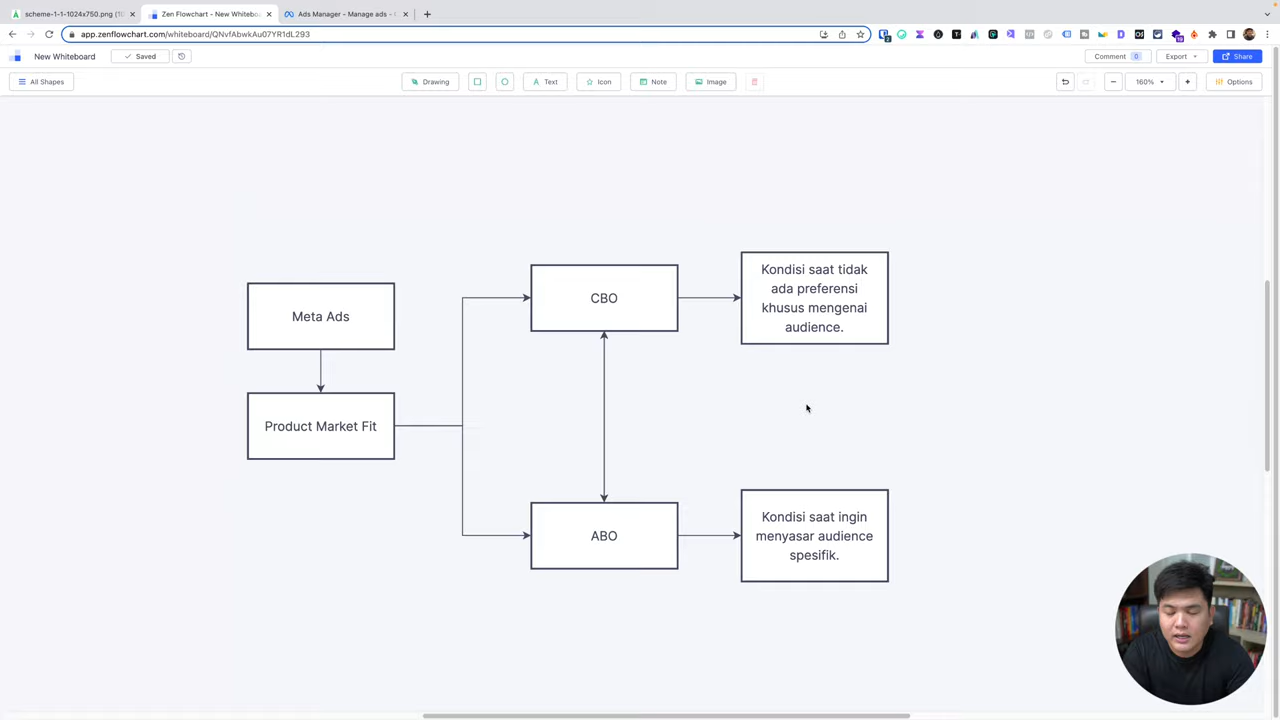 scheme-1-1-1024x750.png (10
Zen Flowchart - New Whiteboa
Ads Manager - Manage ads -
app.zenflowchart.com/whiteboard/QNvfAbwkAu07YR1dL293
New Whiteboard
Saved
Comment 0
Export
Share
All Shapes
Drawing
Text
Icon
Note
Image
160%
Options
Meta Ads
Product Market Fit
CBO
ABO
Kondisi saat tidak
ada preferensi
khusus mengenai
audience.
Kondisi saat ingin
menyasar audience
spesifik.